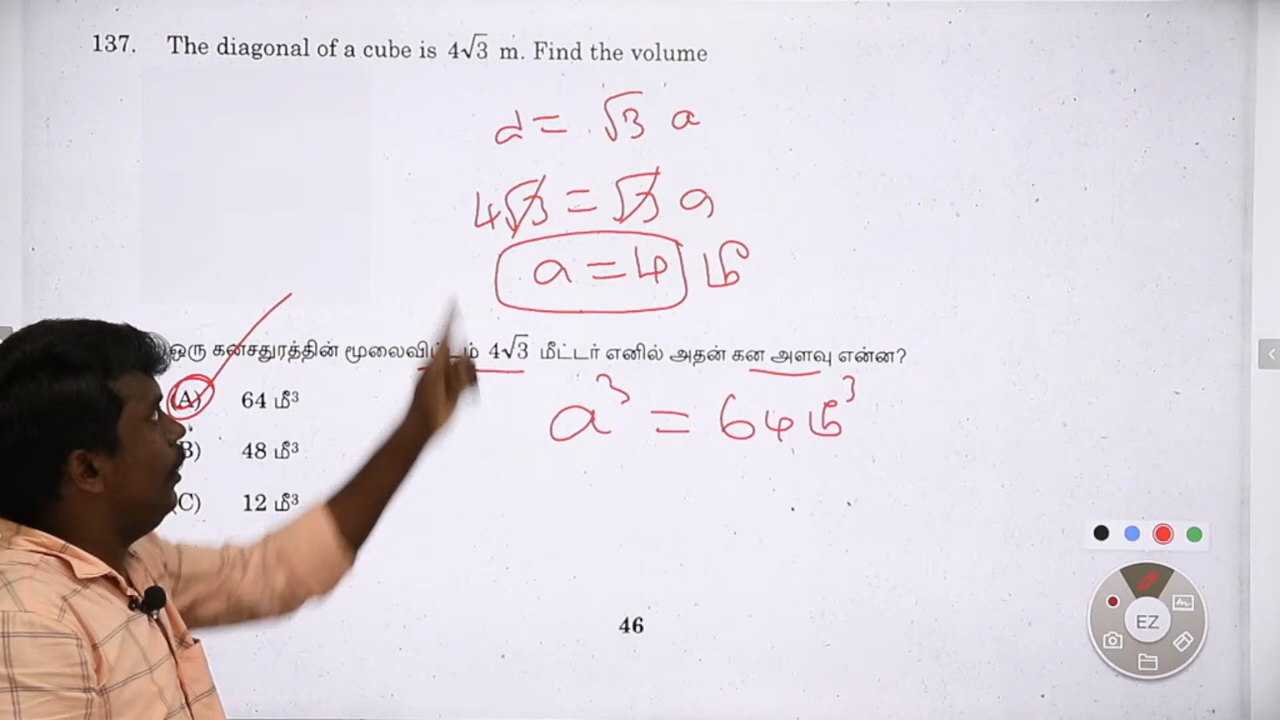 137. The diagonal of a cube is 4√3 m. Find the volume
d = √3 a
4√3 = √3 a
a = 4 மீ
ஒரு கனசதுரத்தின் மூலைவிட்டம் 4√3 மீட்டர் எனில் அதன் கன அளவு என்ன?
a³ = 64 மீ³
(A) 64 மீ³
B) 48 மீ³
(C) 12 மீ³
46
EZ